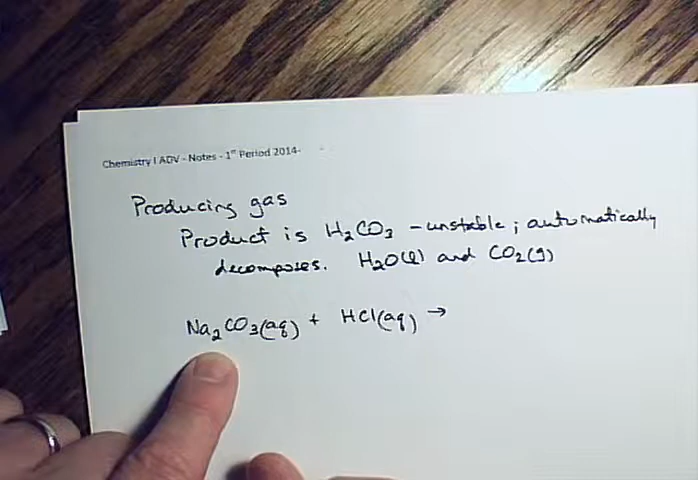 Chemistry I ADV - Notes - 1st Period 2014-
Producing gas
Product is H₂CO₃ - unstable; automatically
decomposes. H₂O(l) and CO₂(g)
Na₂CO₃(aq) + HCl(aq) →